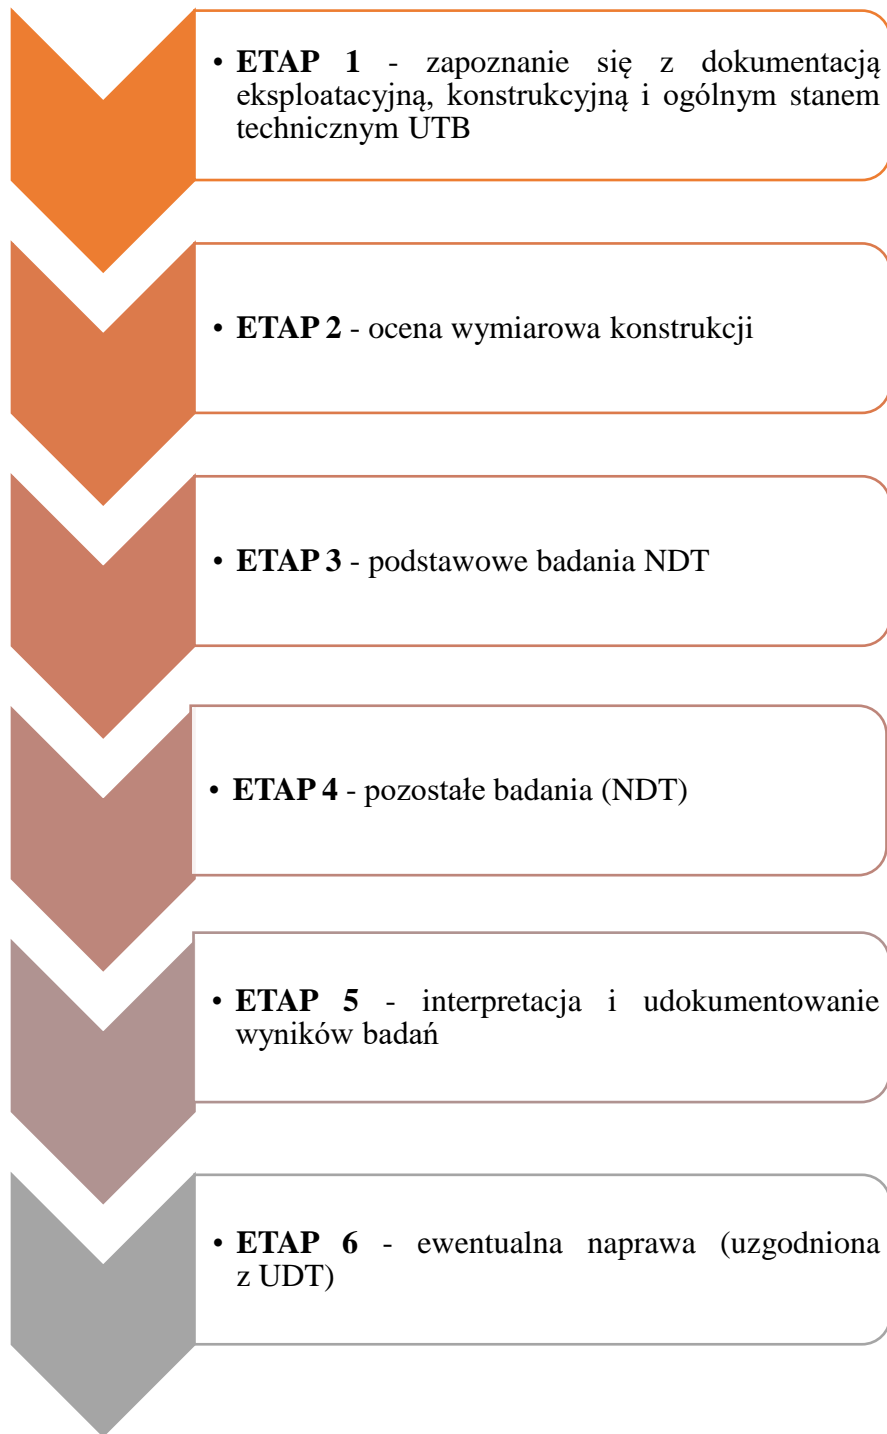 • ETAP 1 - zapoznanie się z dokumentacją
eksploatacyjną, konstrukcyjną i ogólnym stanem
technicznym UTB
• ETAP 2 - ocena wymiarowa konstrukcji
• ETAP 3 - podstawowe badania NDT
• ETAP 4 - pozostałe badania (NDT)
• ETAP 5 - interpretacja i udokumentowanie
wyników badań
• ETAP 6 - ewentualna naprawa (uzgodniona
z UDT)